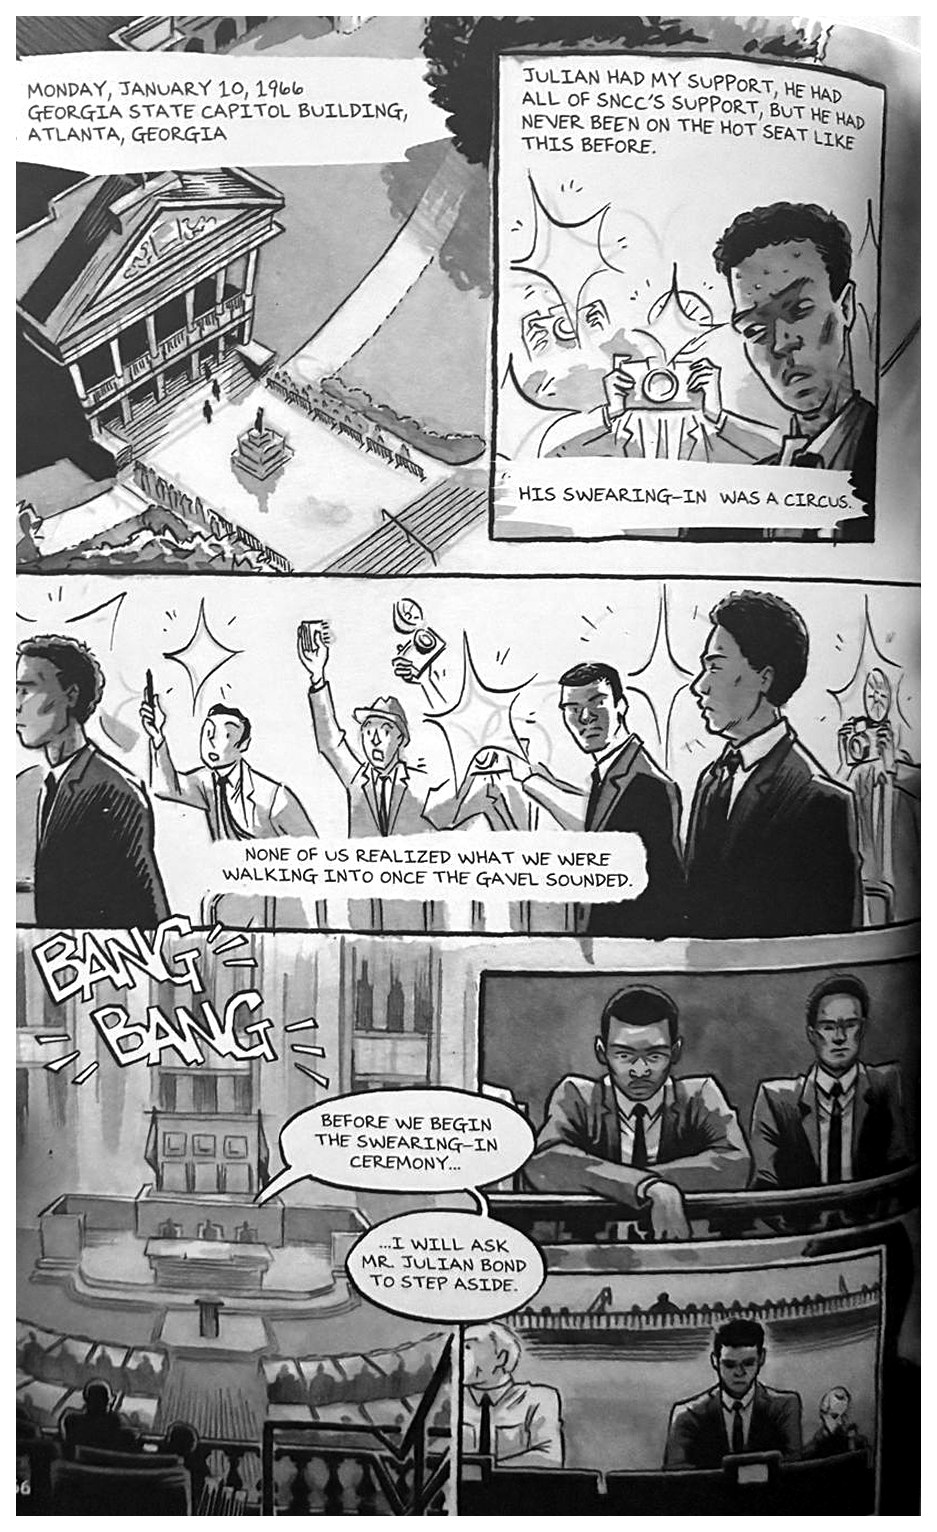 MONDAY, JANUARY 10, 1966
GEORGIA STATE CAPITOL BUILDING,
ATLANTA, GEORGIA
JULIAN HAD MY SUPPORT, HE HAD
ALL OF SNCC'S SUPPORT, BUT HE HAD
NEVER BEEN ON THE HOT SEAT LIKE
THIS BEFORE.
HIS SWEARING-IN WAS A CIRCUS.
NONE OF US REALIZED WHAT WE WERE
WALKING INTO ONCE THE GAVEL SOUNDED.
BANG
BANG
BEFORE WE BEGIN
THE SWEARING-IN
CEREMONY...
...I WILL ASK
MR. JULIAN BOND
TO STEP ASIDE.